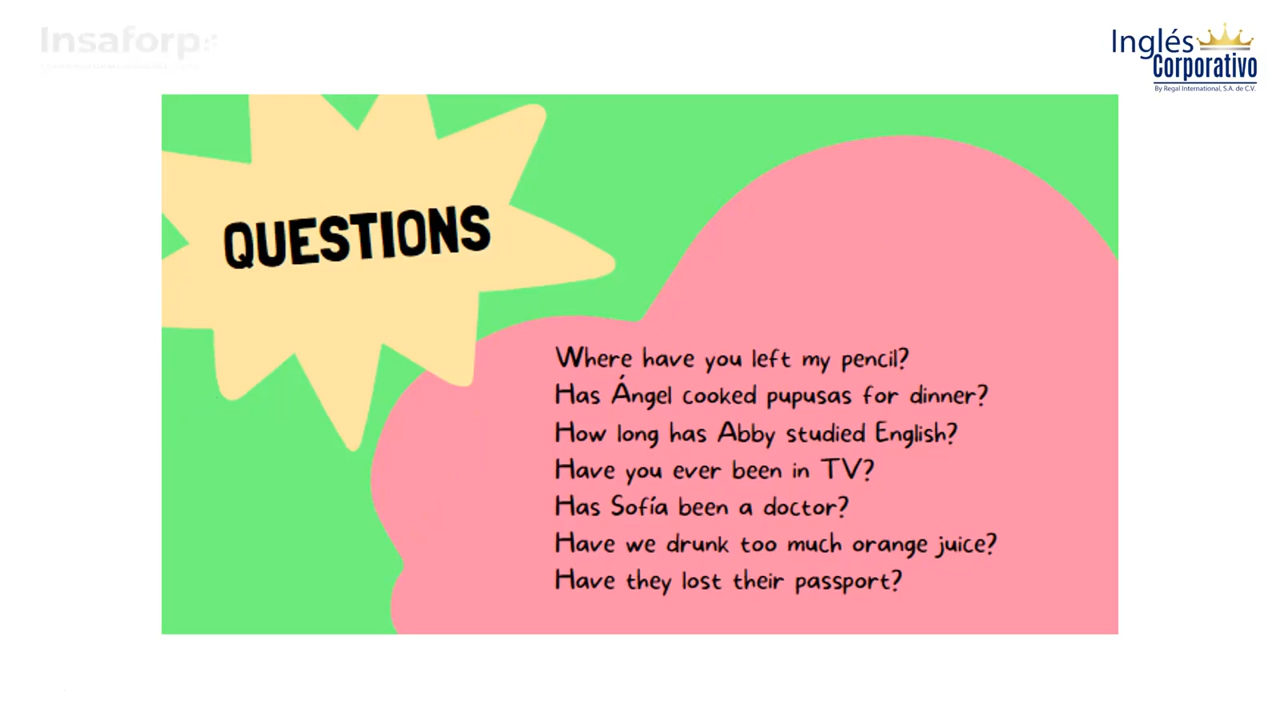 Insaforp
Inglés
Corporativo
By Regal International, S.A. de C.V.
QUESTIONS
Where have you left my pencil?
Has Ángel cooked pupusas for dinner?
How long has Abby studied English?
Have you ever been in TV?
Has Sofía been a doctor?
Have we drunk too much orange juice?
Have they lost their passport?